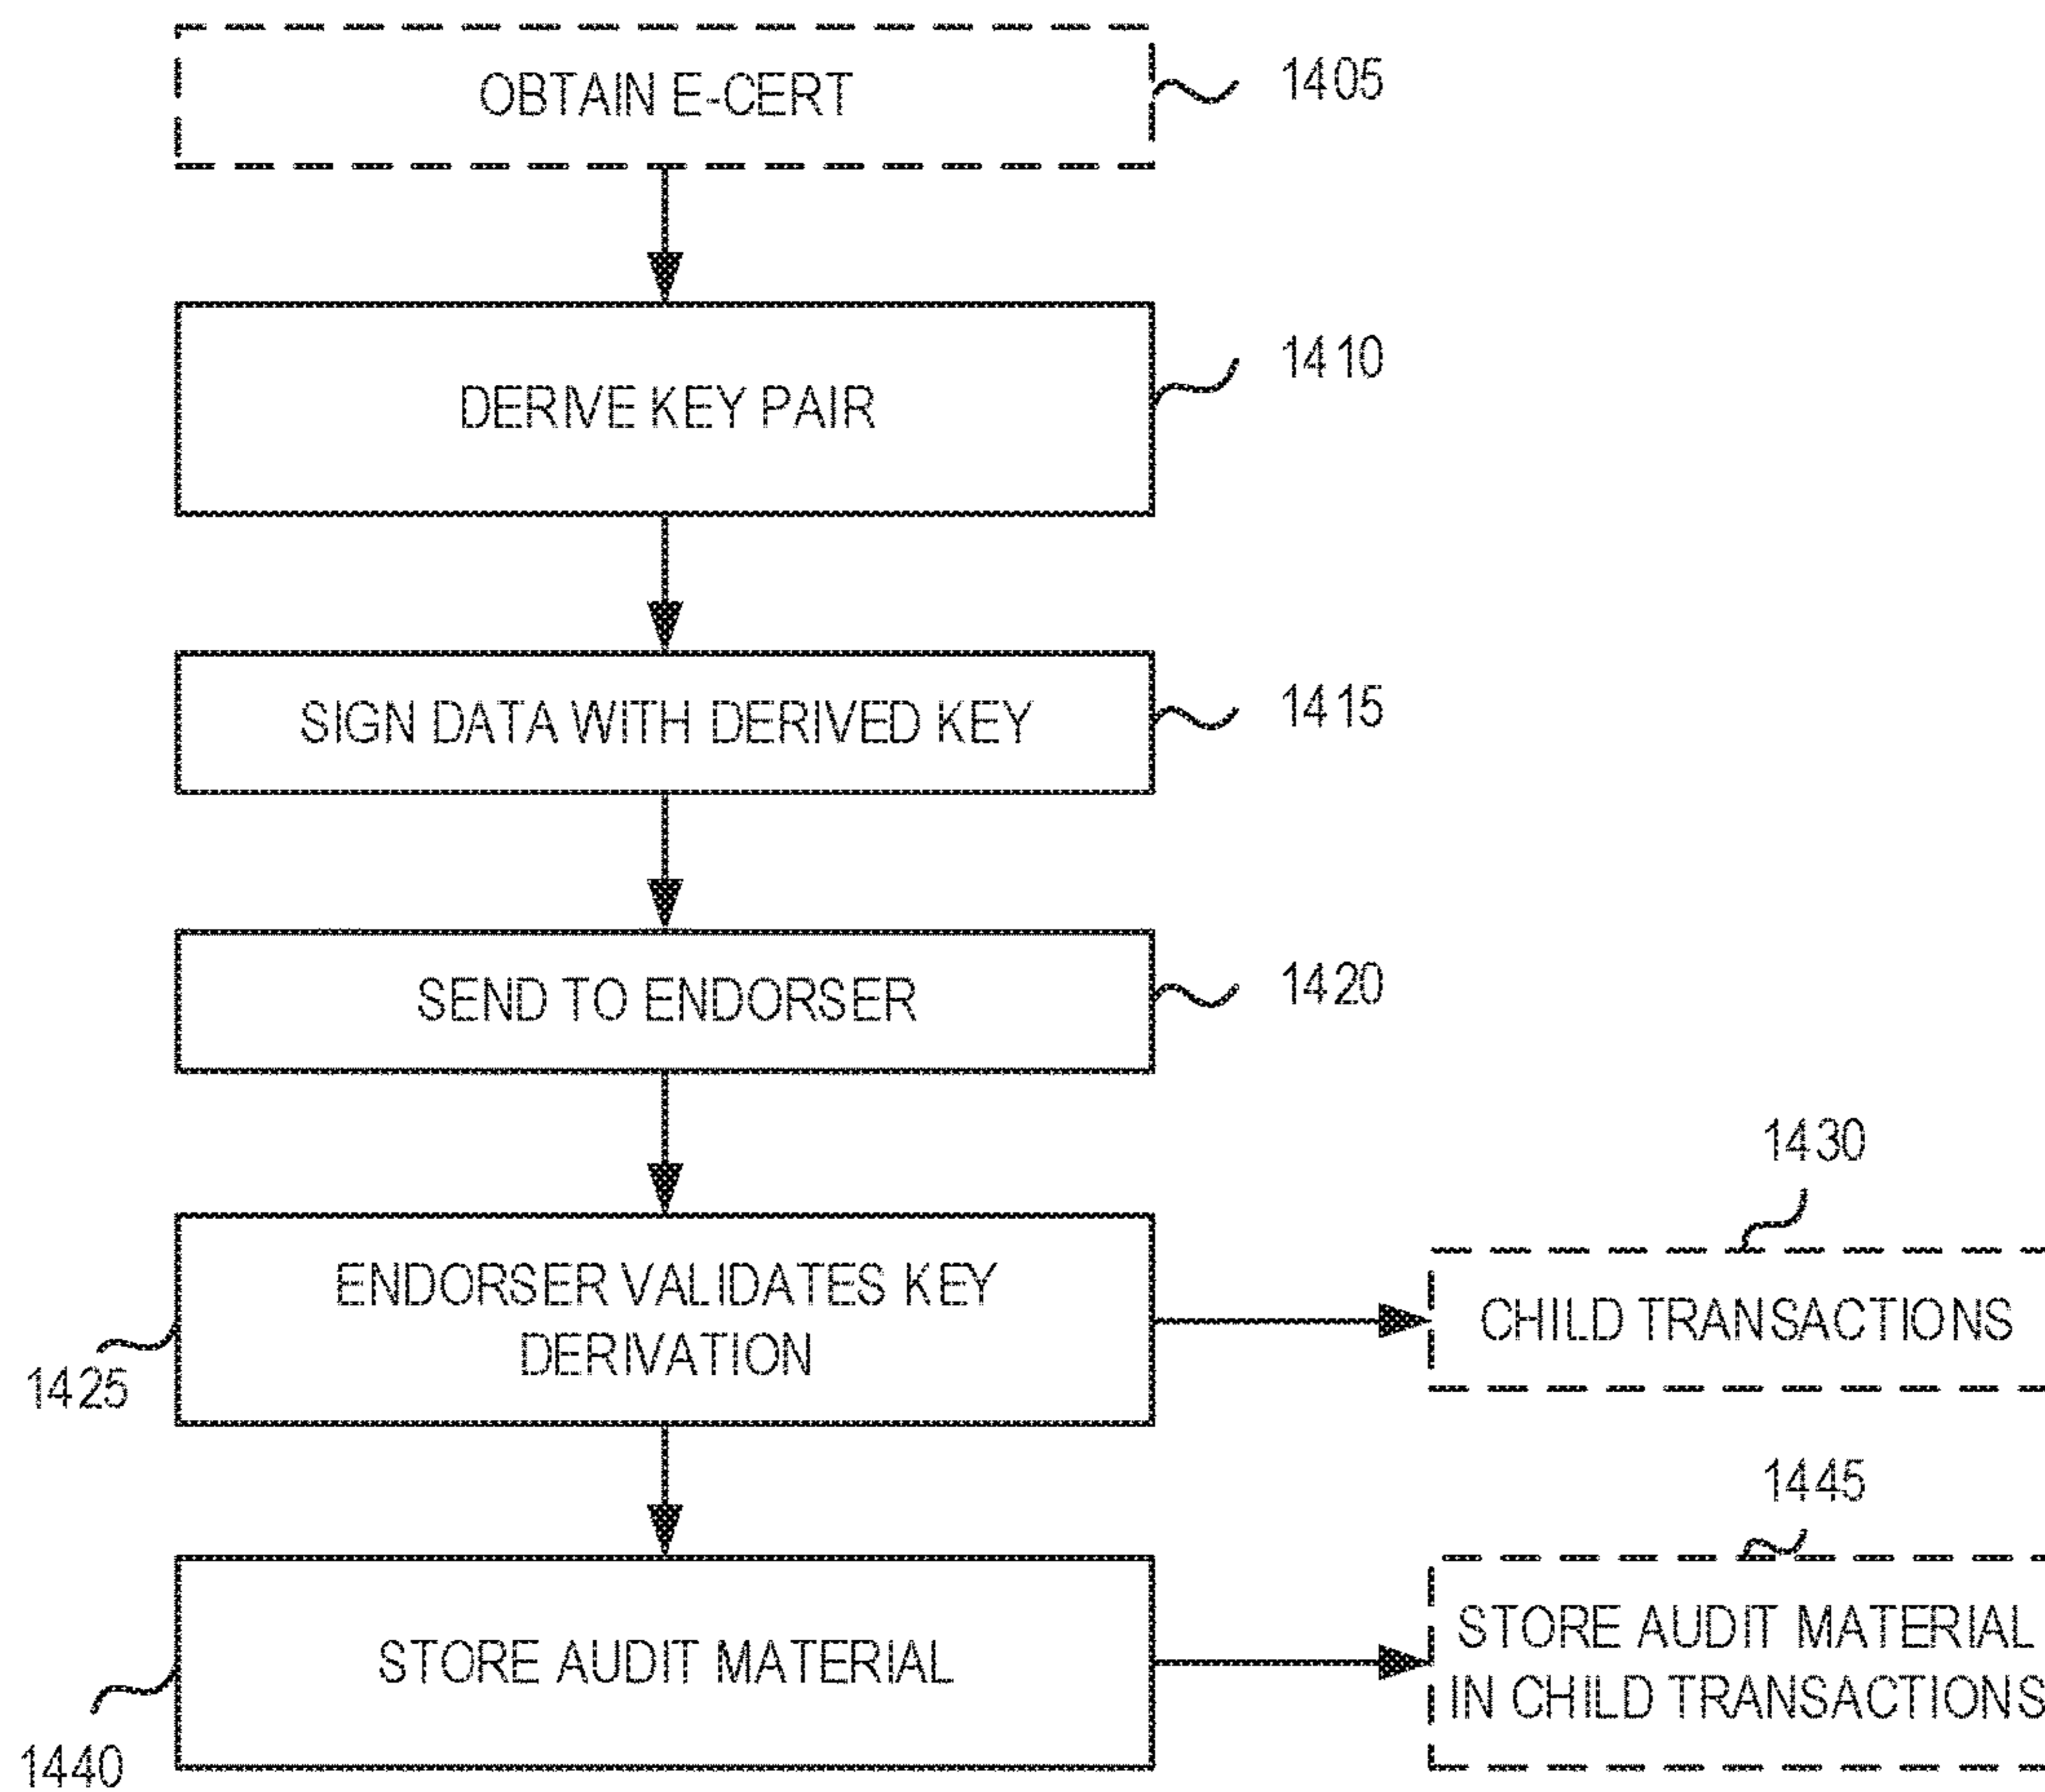 OBTAIN E-CERT
1405
DERIVE KEY PAIR
1410
SIGN DATA WITH DERIVED KEY
1415
SEND TO ENDORSER
1420
ENDORSER VALIDATES KEY
DERIVATION
1425
1430
CHILD TRANSACTIONS
STORE AUDIT MATERIAL
1440
1445
STORE AUDIT MATERIAL
IN CHILD TRANSACTIONS